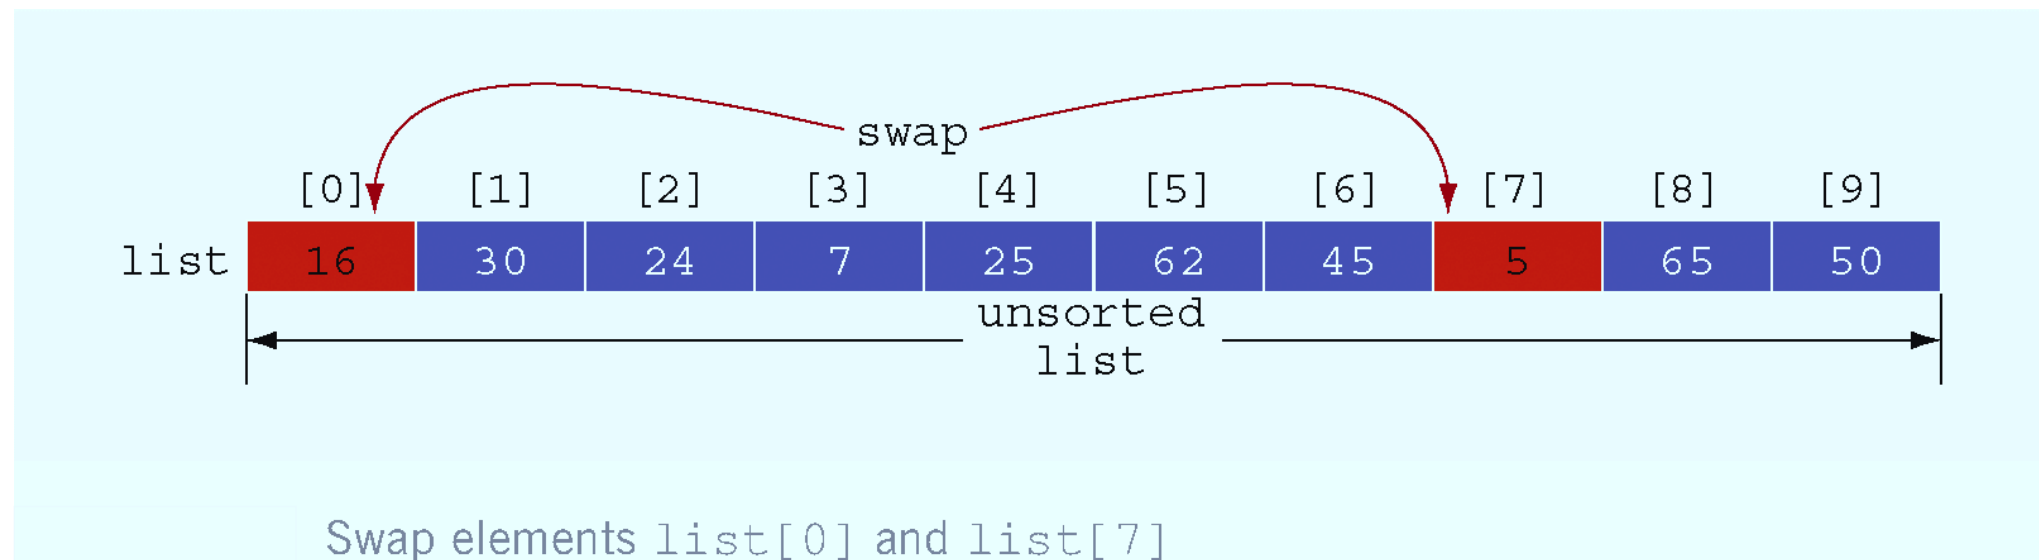 swap
[0] [1] [2] [3] [4] [5] [6] [7] [8] [9]
list 16 30 24 7 25 62 45 5 65 50
unsorted
list
Swap elements list[0] and list[7]